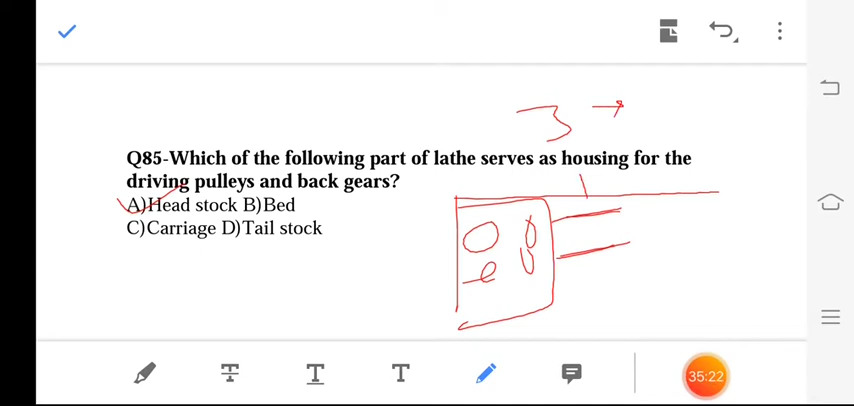 3 →
Q85-Which of the following part of lathe serves as housing for the
driving pulleys and back gears?
A)Head stock B)Bed
C)Carriage D)Tail stock
T T T
35:22